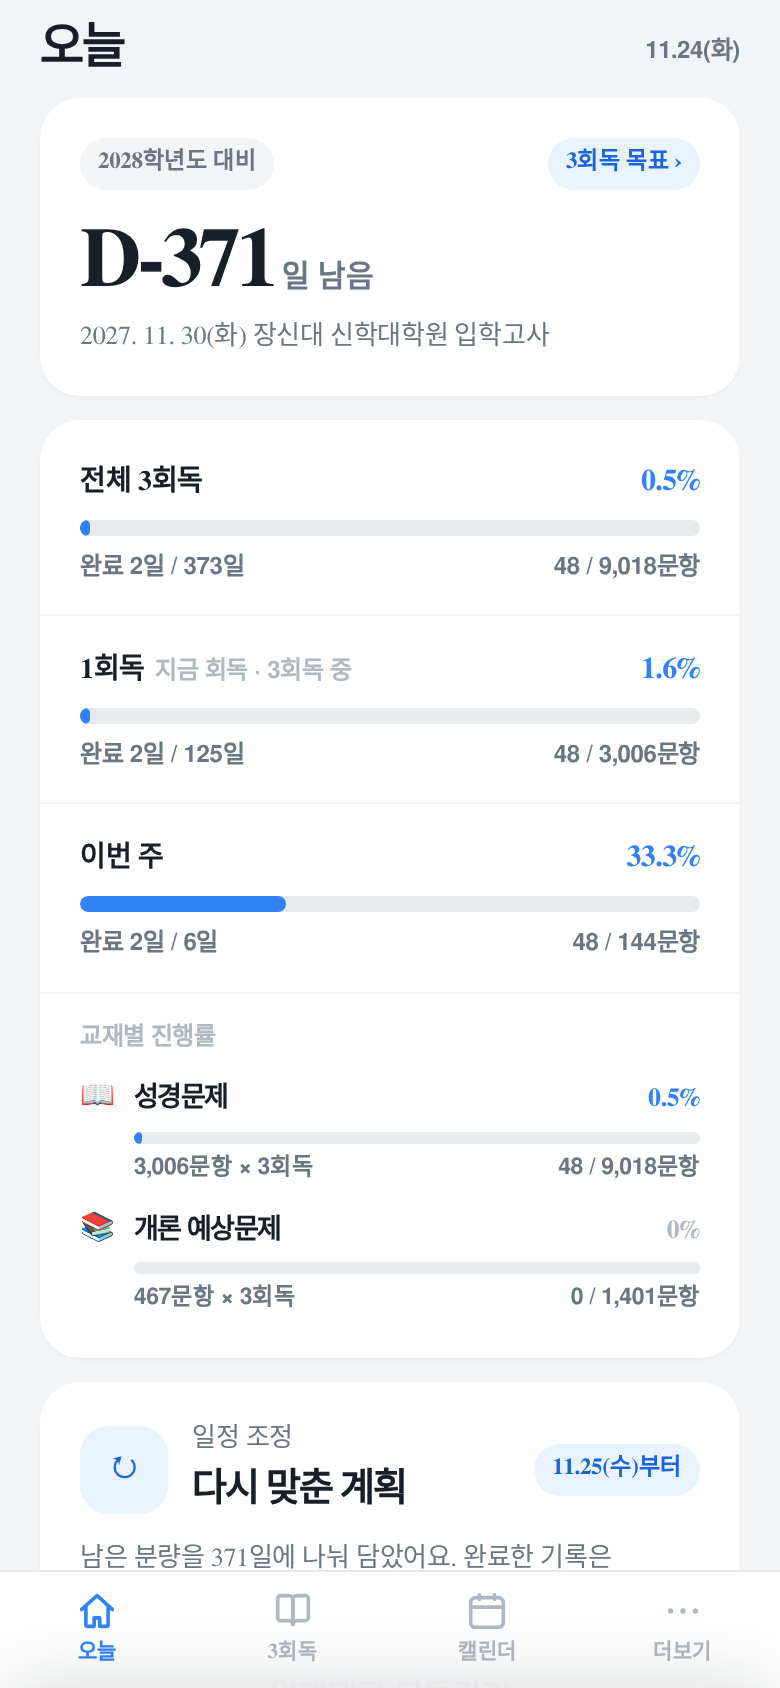 오늘
11.24(화)
2028학년도 대비
3회독 목표 ›
D-371일 남음
2027. 11. 30(화) 장신대 신학대학원 입학고사
전체 3회독
0.5%
완료 2일 / 373일
48 / 9,018문항
1회독 지금 회독 · 3회독 중
1.6%
완료 2일 / 125일
48 / 3,006문항
이번 주
33.3%
완료 2일 / 6일
48 / 144문항
교재별 진행률
성경문제
0.5%
3,006문항 × 3회독
48 / 9,018문항
개론 예상문제
0%
467문항 × 3회독
0 / 1,401문항
일정 조정
다시 맞춘 계획
11.25(수)부터
남은 분량을 371일에 나눠 담았어요. 완료한 기록은
오늘
3회독
캘린더
더보기